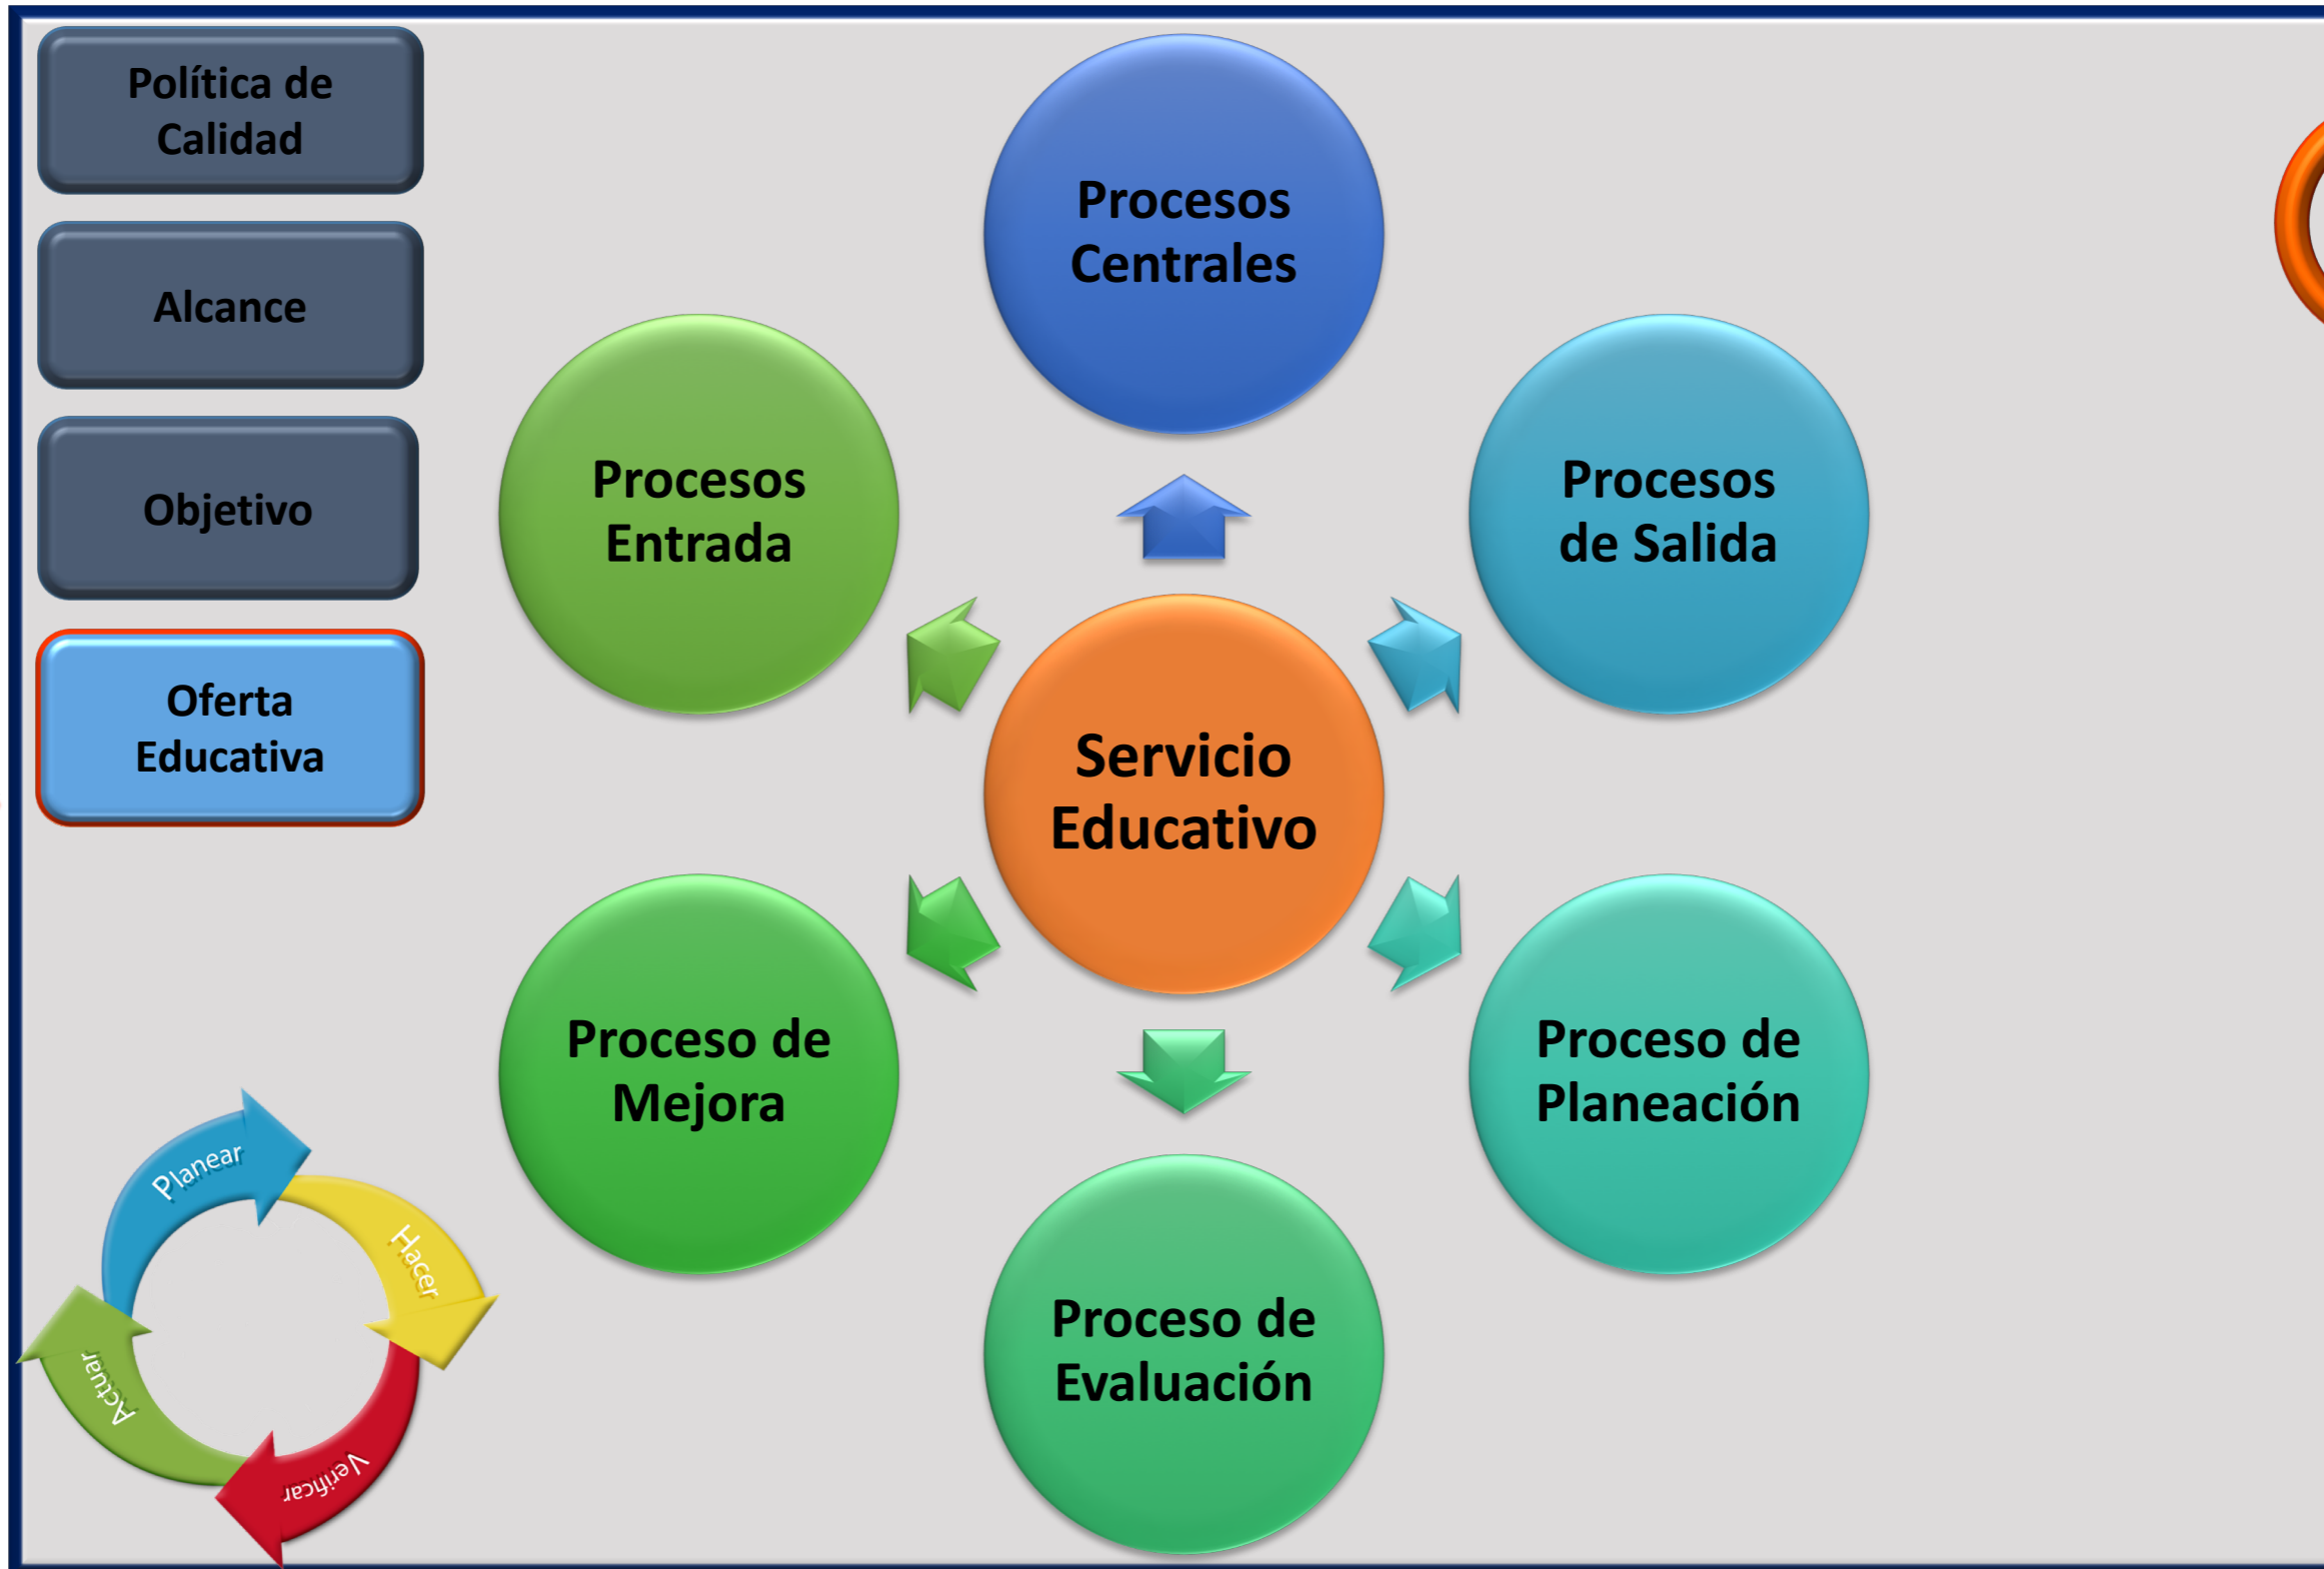 Política de
Calidad
Alcance
Objetivo
Oferta
Educativa
Procesos
Centrales
Procesos
Entrada
Procesos
de Salida
Servicio
Educativo
Proceso de
Mejora
Proceso de
Planeación
Proceso de
Evaluación
Planear
Hacer
Verificar
Actuar